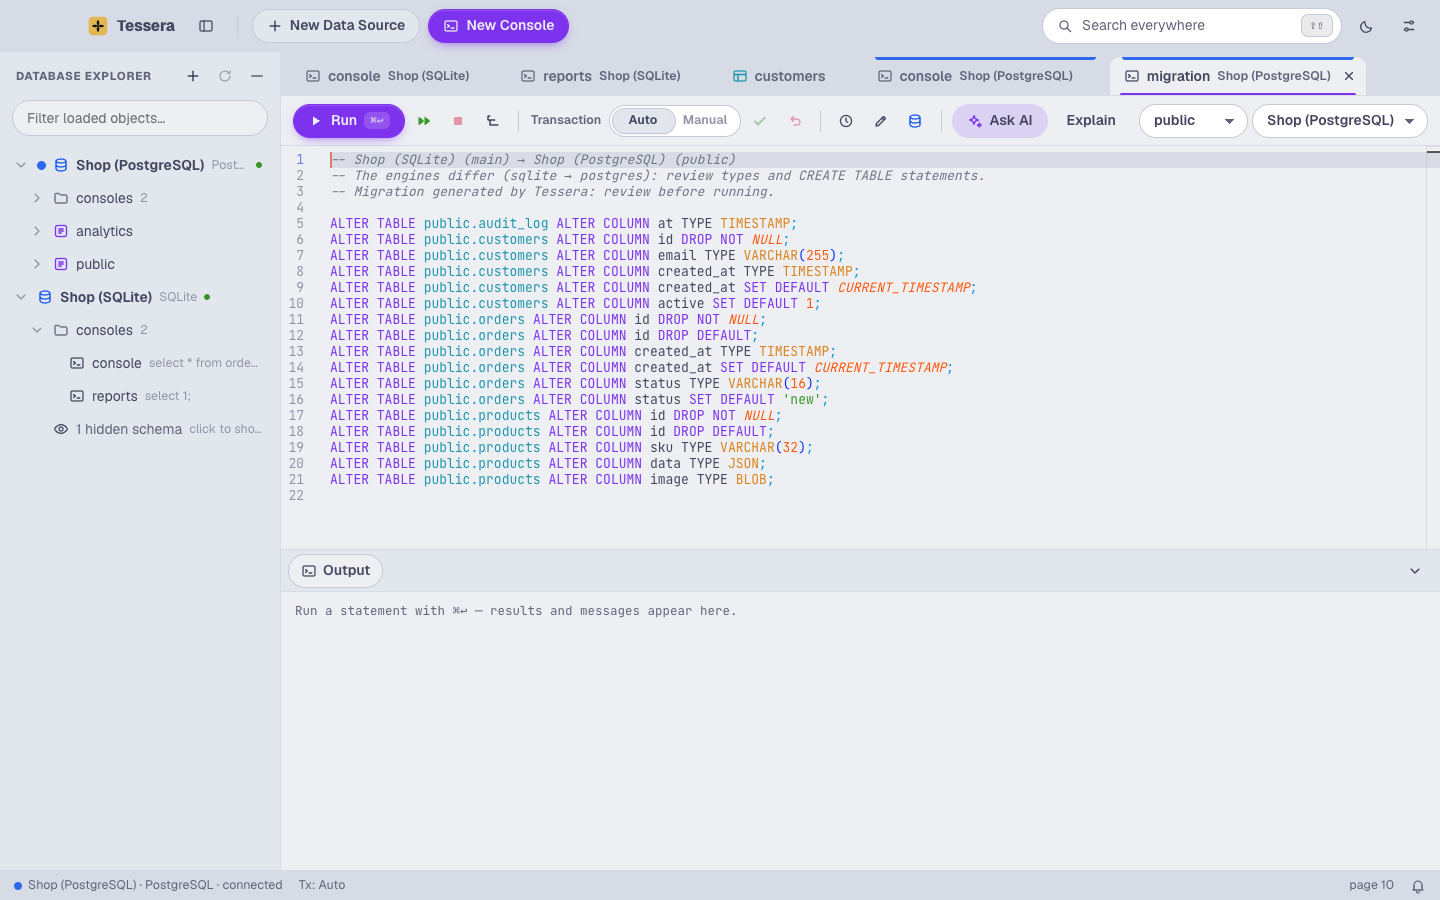 Tessera
New Data Source
New Console
Search everywhere
⇧⇧
DATABASE EXPLORER
Filter loaded objects…
Shop (PostgreSQL) Post…
consoles 2
analytics
public
Shop (SQLite) SQLite
consoles 2
console select * from orde…
reports select 1;
1 hidden schema click to sho…
console Shop (SQLite)
reports Shop (SQLite)
customers
console Shop (PostgreSQL)
migration Shop (PostgreSQL)
Run ⌘↩
Transaction
Auto
Manual
Ask AI
Explain
public
Shop (PostgreSQL)
1 -- Shop (SQLite) (main) → Shop (PostgreSQL) (public)
2 -- The engines differ (sqlite → postgres): review types and CREATE TABLE statements.
3 -- Migration generated by Tessera: review before running.
4
5 ALTER TABLE public.audit_log ALTER COLUMN at TYPE TIMESTAMP;
6 ALTER TABLE public.customers ALTER COLUMN id DROP NOT NULL;
7 ALTER TABLE public.customers ALTER COLUMN email TYPE VARCHAR(255);
8 ALTER TABLE public.customers ALTER COLUMN created_at TYPE TIMESTAMP;
9 ALTER TABLE public.customers ALTER COLUMN created_at SET DEFAULT CURRENT_TIMESTAMP;
10 ALTER TABLE public.customers ALTER COLUMN active SET DEFAULT 1;
11 ALTER TABLE public.orders ALTER COLUMN id DROP NOT NULL;
12 ALTER TABLE public.orders ALTER COLUMN id DROP DEFAULT;
13 ALTER TABLE public.orders ALTER COLUMN created_at TYPE TIMESTAMP;
14 ALTER TABLE public.orders ALTER COLUMN created_at SET DEFAULT CURRENT_TIMESTAMP;
15 ALTER TABLE public.orders ALTER COLUMN status TYPE VARCHAR(16);
16 ALTER TABLE public.orders ALTER COLUMN status SET DEFAULT 'new';
17 ALTER TABLE public.products ALTER COLUMN id DROP NOT NULL;
18 ALTER TABLE public.products ALTER COLUMN id DROP DEFAULT;
19 ALTER TABLE public.products ALTER COLUMN sku TYPE VARCHAR(32);
20 ALTER TABLE public.products ALTER COLUMN data TYPE JSON;
21 ALTER TABLE public.products ALTER COLUMN image TYPE BLOB;
22
Output
Run a statement with ⌘↩ — results and messages appear here.
Shop (PostgreSQL) · PostgreSQL · connected
Tx: Auto
page 10